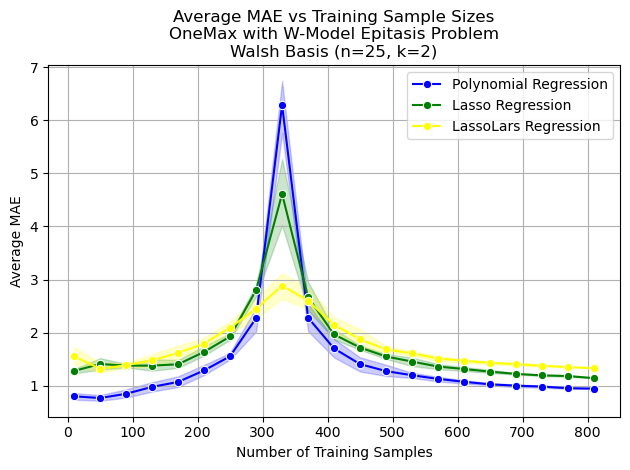 Average MAE vs Training Sample Sizes
OneMax with W-Model Epitasis Problem
Walsh Basis (n=25, k=2)
7
6
5
4
3
2
1
Average MAE
Polynomial Regression
Lasso Regression
LassoLars Regression
0 100 200 300 400 500 600 700 800
Number of Training Samples